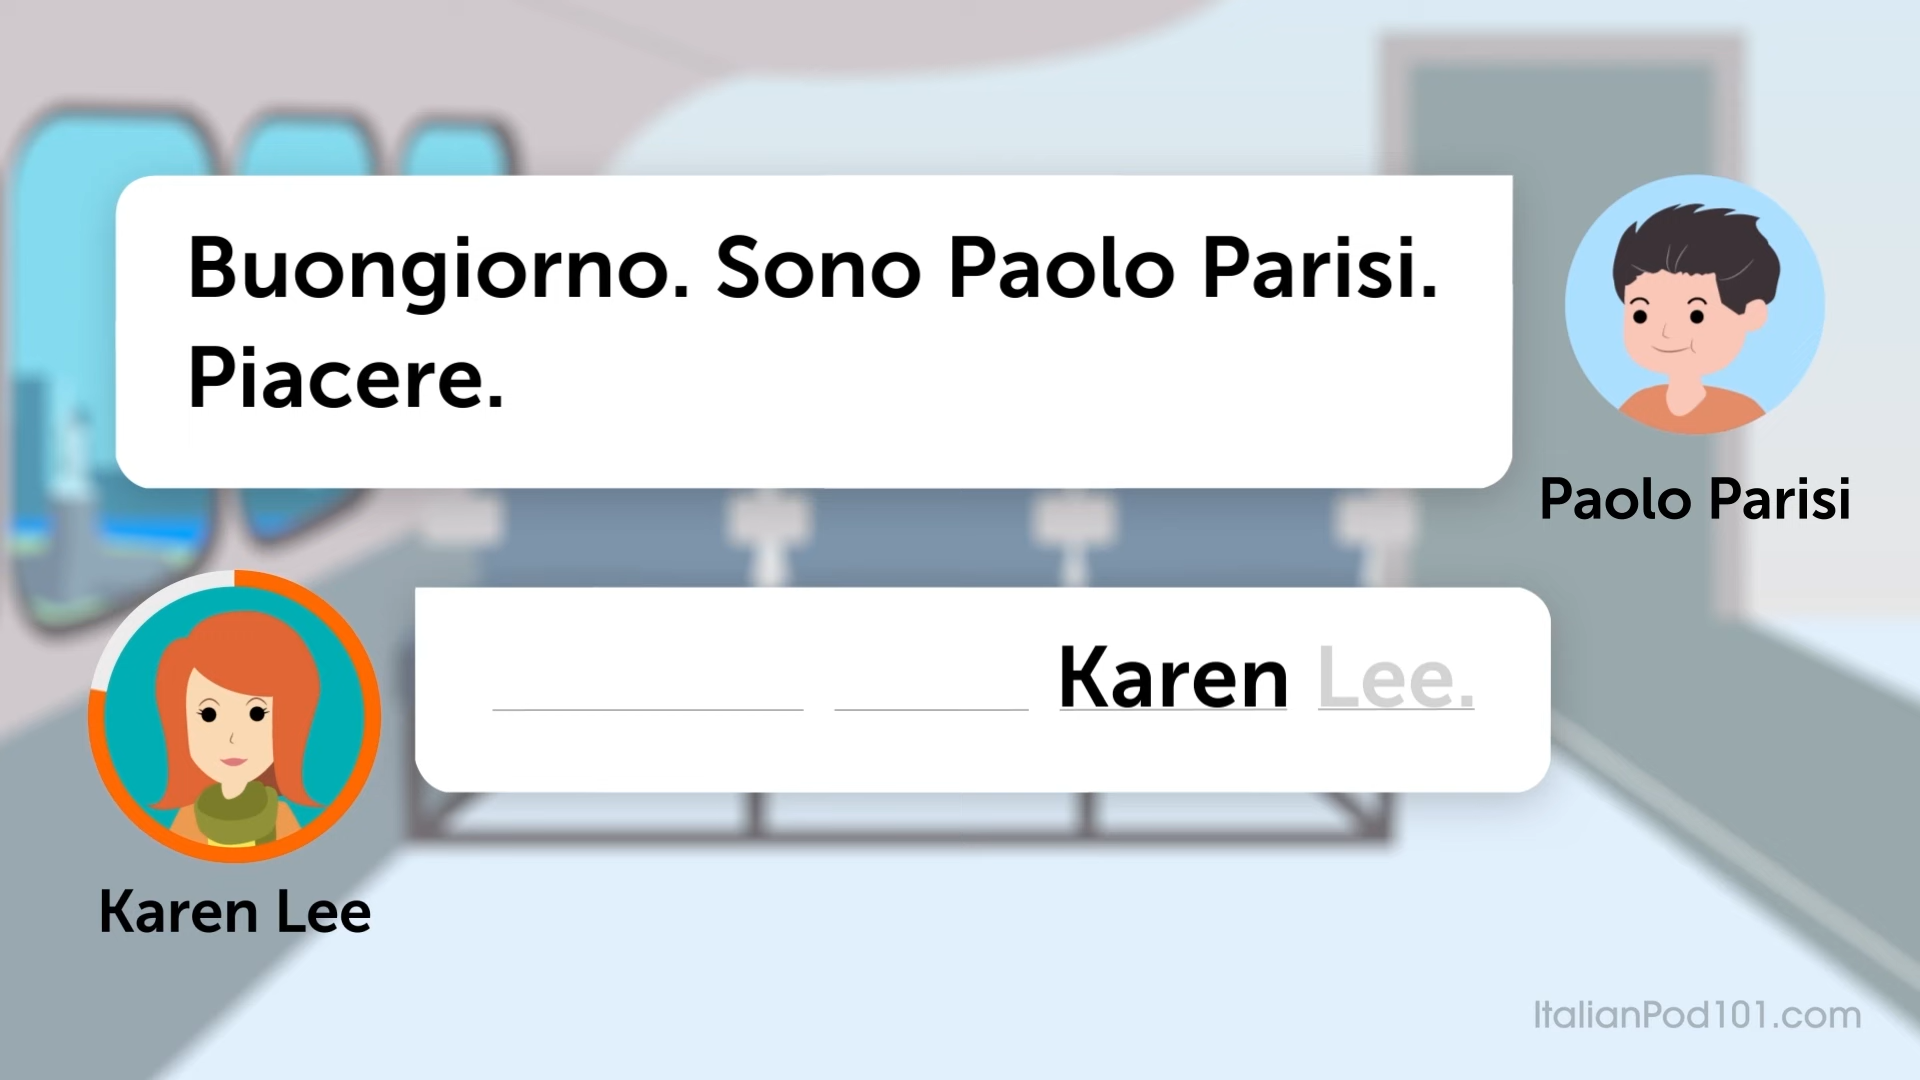 Buongiorno. Sono Paolo Parisi.
Piacere.
Paolo Parisi
Karen Lee.
Karen Lee
ItalianPod101.com